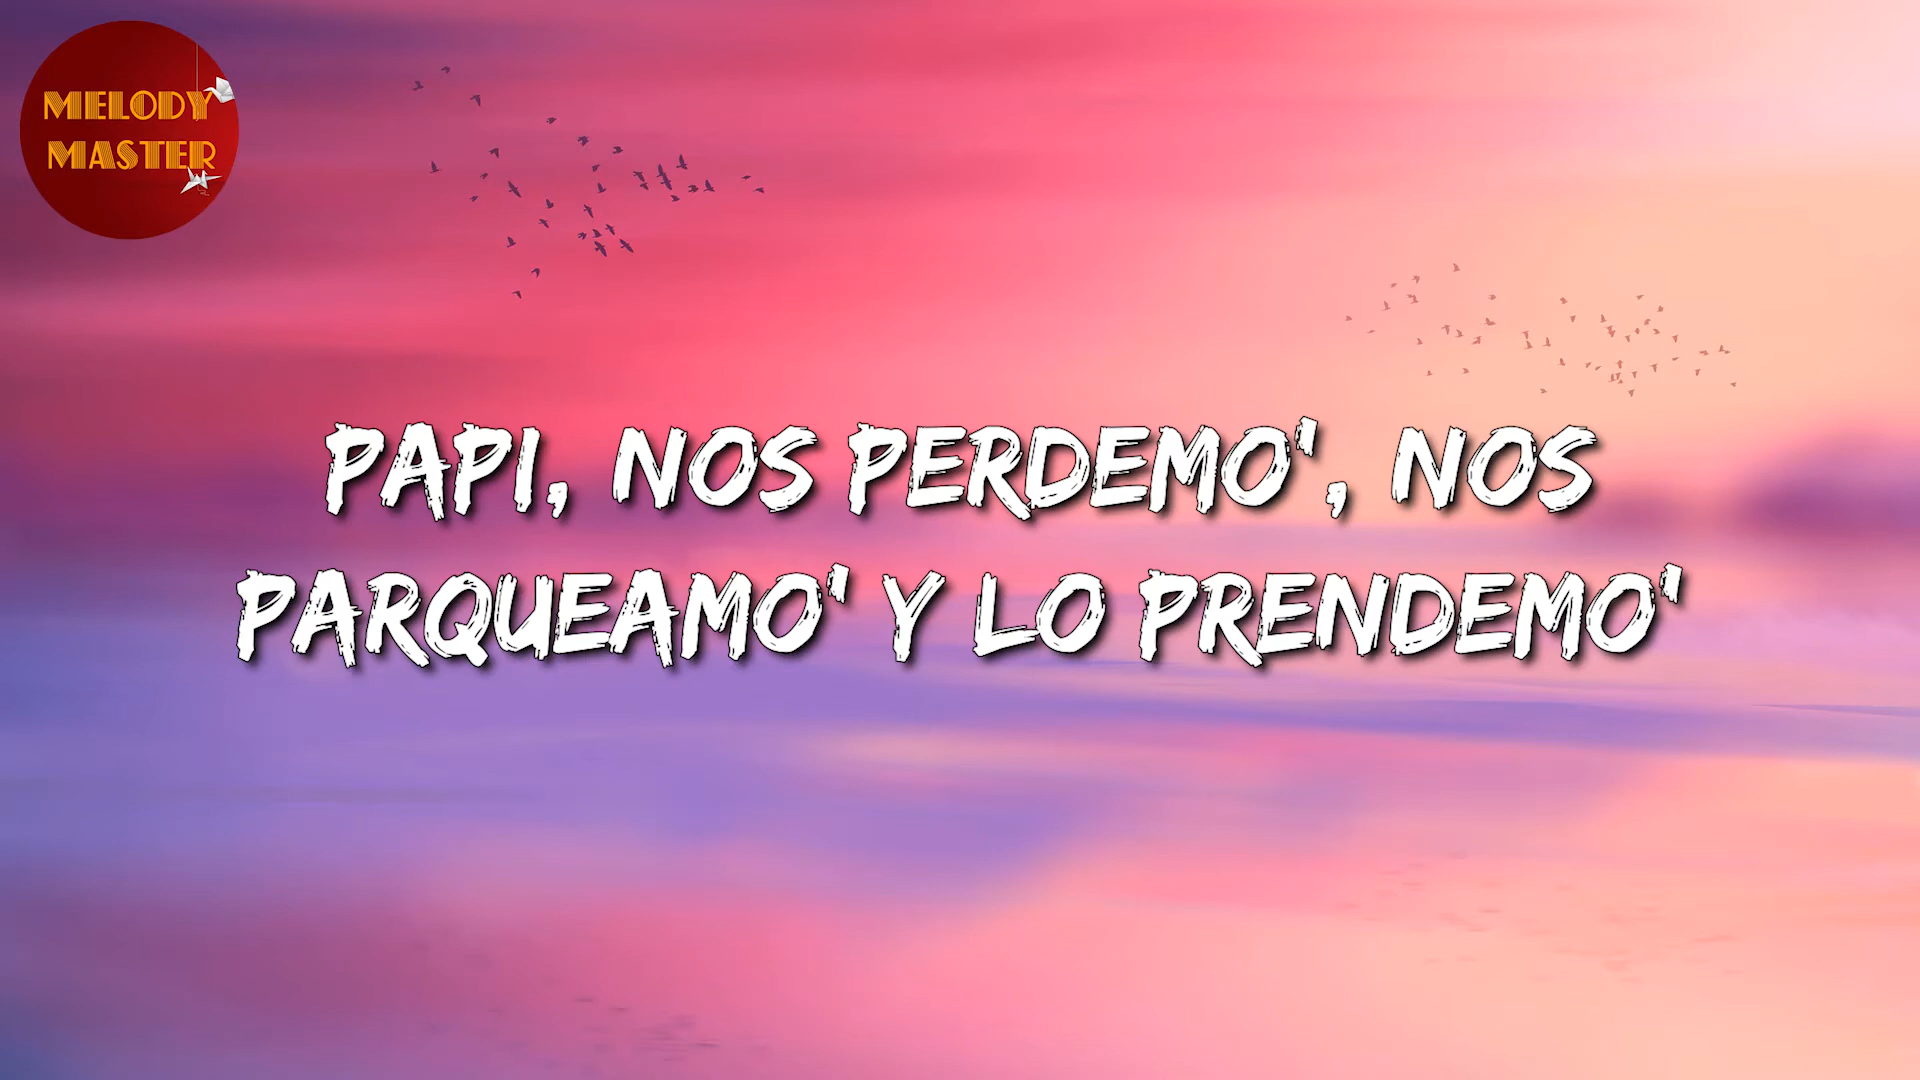 MELODY
MASTER
PAPI, NOS PERDEMO', NOS
PARQUEAMO' Y LO PRENDEMO'